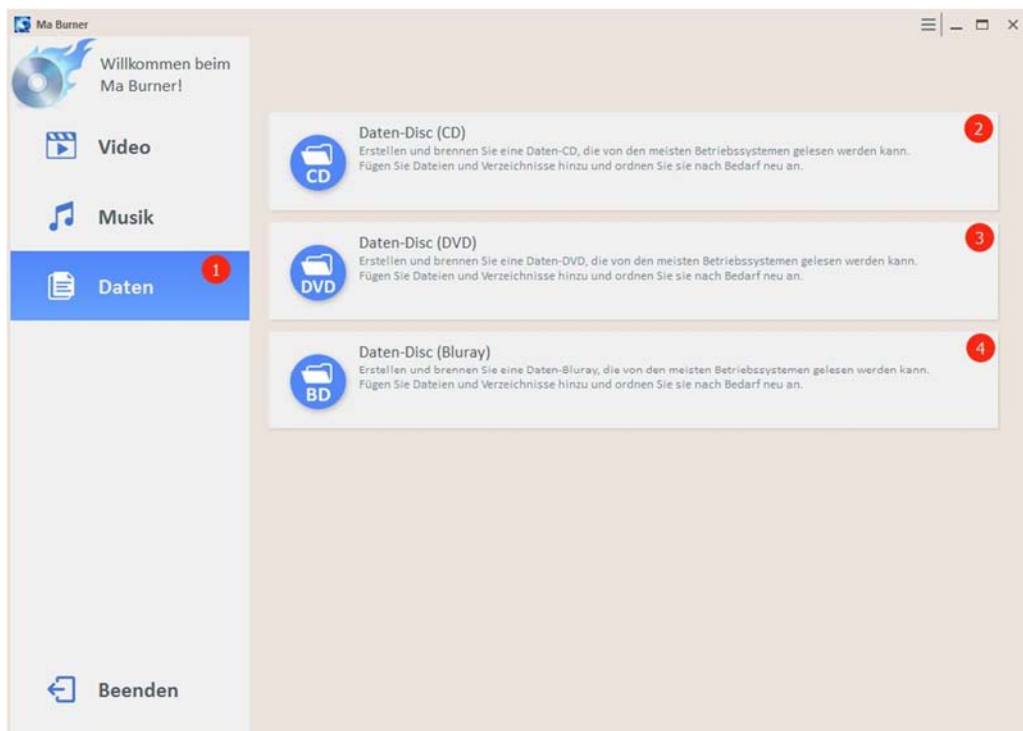 Ma Burner
Willkommen beim
Ma Burner!
Video
Musik
Daten
1
Beenden
Daten-Disc (CD)
2
Erstellen und brennen Sie eine Daten-CD, die von den meisten Betriebssystemen gelesen werden kann.
Fügen Sie Dateien und Verzeichnisse hinzu und ordnen Sie sie nach Bedarf neu an.
CD
Daten-Disc (DVD)
3
Erstellen und brennen Sie eine Daten-DVD, die von den meisten Betriebssystemen gelesen werden kann.
Fügen Sie Dateien und Verzeichnisse hinzu und ordnen Sie sie nach Bedarf neu an.
DVD
Daten-Disc (Bluray)
4
Erstellen und brennen Sie eine Daten-Bluray, die von den meisten Betriebssystemen gelesen werden kann.
Fügen Sie Dateien und Verzeichnisse hinzu und ordnen Sie sie nach Bedarf neu an.
BD